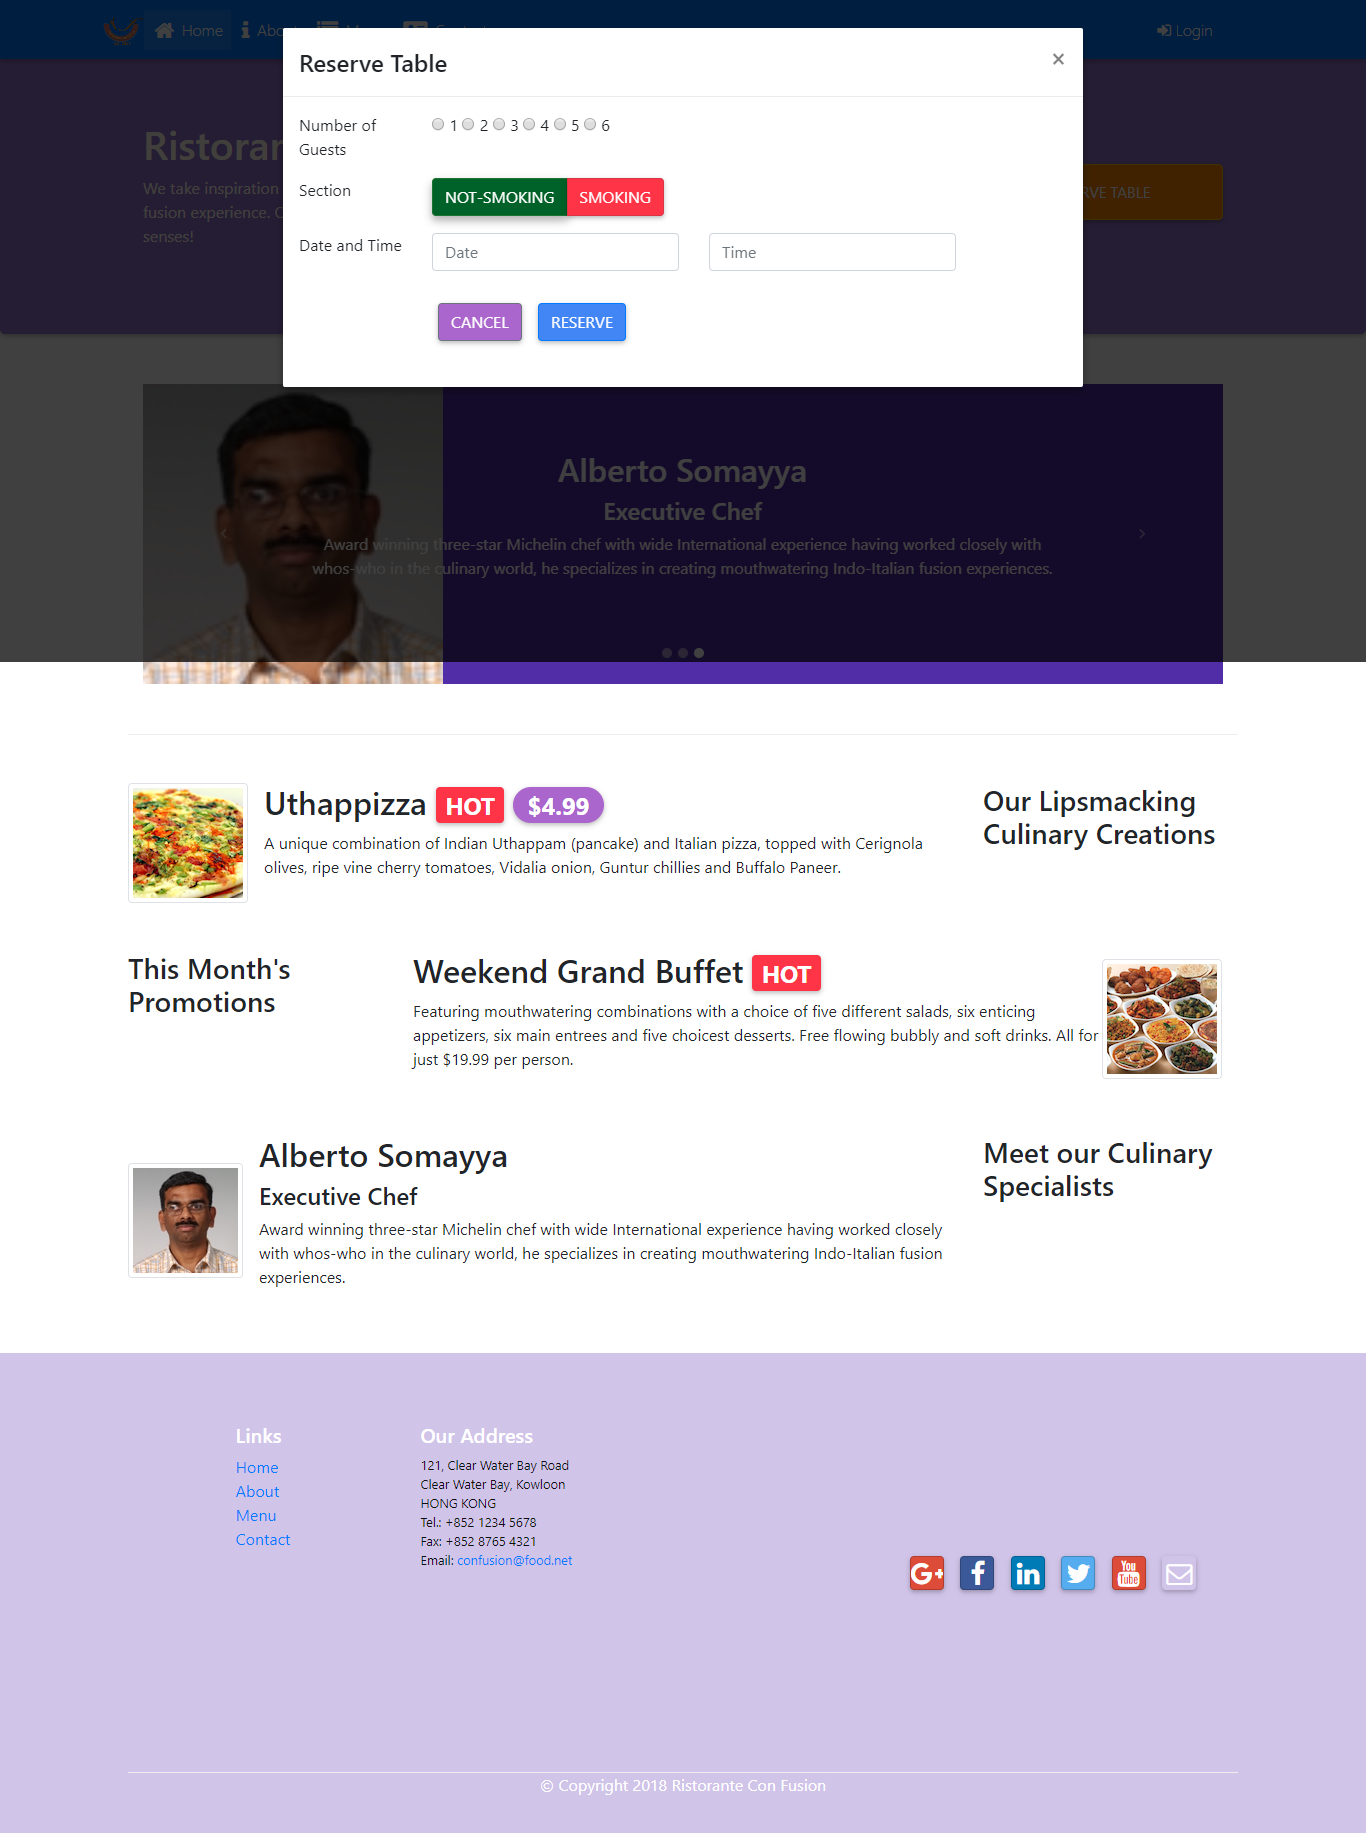 Home
Login
Reserve Table
×
Number of
Guests
1 2 3 4 5 6
Section
NOT-SMOKING SMOKING
Date and Time
Date
Time
CANCEL
RESERVE
We take inspiration
fusion experience.
senses!
TABLE
Alberto Somayya
Executive Chef
Award winning three-star Michelin chef with wide International experience having worked closely with
whos-who in the culinary world, he specializes in creating mouthwatering Indo-Italian fusion experiences.
Uthappizza HOT $4.99
A unique combination of Indian Uthappam (pancake) and Italian pizza, topped with Cerignola
olives, ripe vine cherry tomatoes, Vidalia onion, Guntur chillies and Buffalo Paneer.
Our Lipsmacking
Culinary Creations
This Month's
Promotions
Weekend Grand Buffet HOT
Featuring mouthwatering combinations with a choice of five different salads, six enticing
appetizers, six main entrees and five choicest desserts. Free flowing bubbly and soft drinks. All for
just $19.99 per person.
Alberto Somayya
Executive Chef
Award winning three-star Michelin chef with wide International experience having worked closely
with whos-who in the culinary world, he specializes in creating mouthwatering Indo-Italian fusion
experiences.
Meet our Culinary
Specialists
Links
Home
About
Menu
Contact
Our Address
121, Clear Water Bay Road
Clear Water Bay, Kowloon
HONG KONG
Tel.: +852 1234 5678
Fax: +852 8765 4321
Email: confusion@food.net
G+ f in You Tube
© Copyright 2018 Ristorante Con Fusion